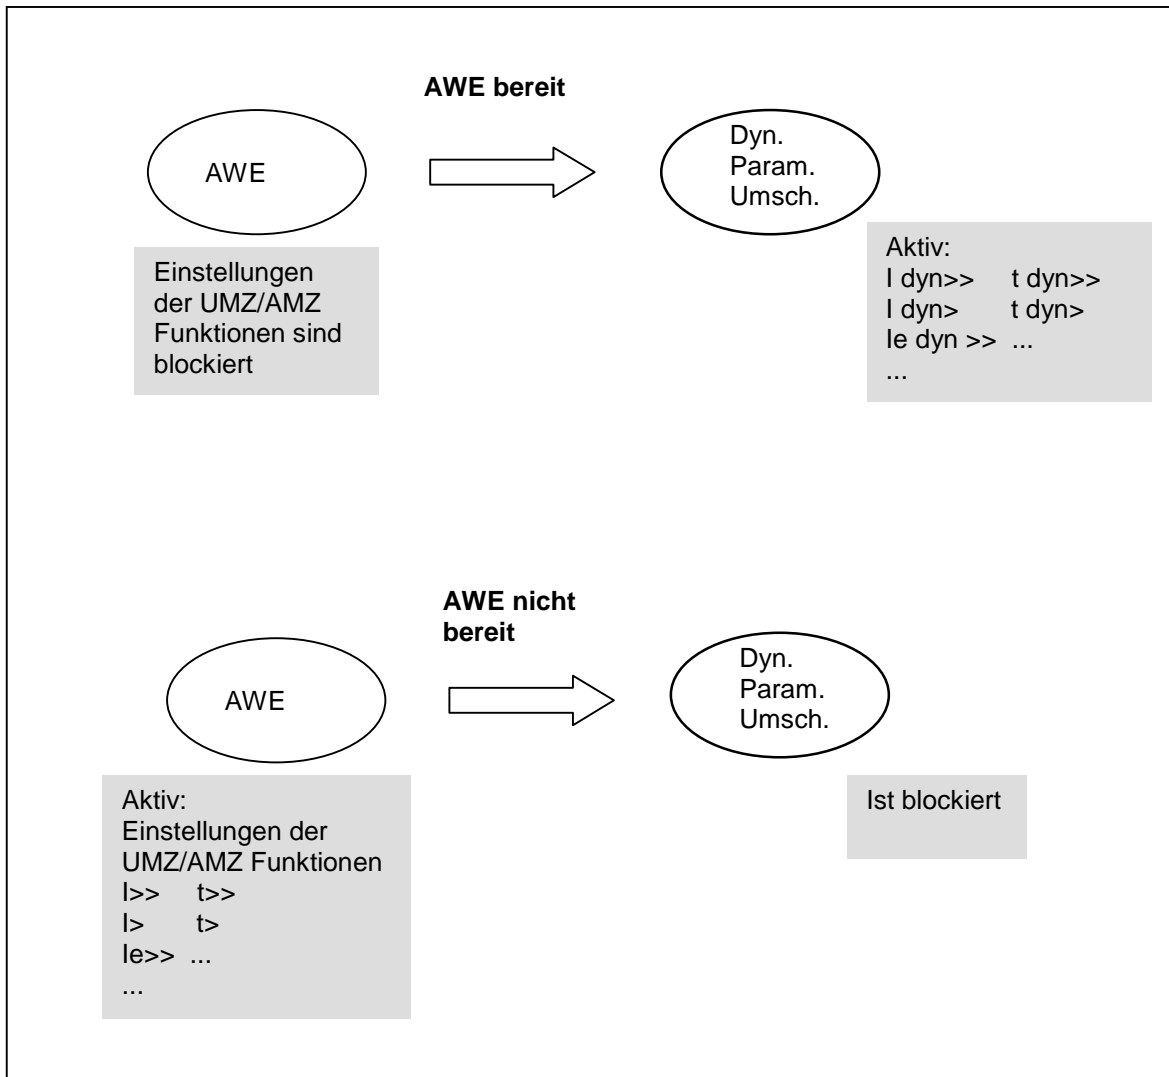 AWE bereit
AWE
Dyn.
Param.
Umsch.
Einstellungen
der UMZ/AMZ
Funktionen sind
blockiert
Aktiv:
I dyn>> t dyn>>
I dyn> t dyn>
Ie dyn >> ...
...
AWE nicht
bereit
AWE
Dyn.
Param.
Umsch.
Aktiv:
Einstellungen der
UMZ/AMZ Funktionen
I>> t>>
I> t>
Ie>> ...
...
Ist blockiert